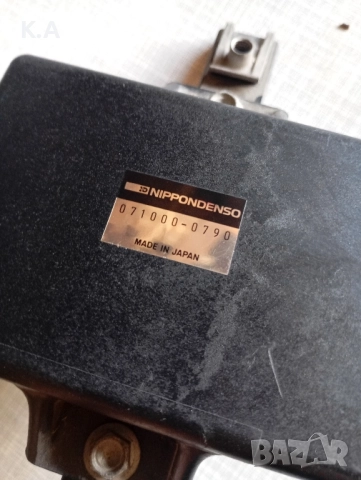 K.A
NIPPONDENSO
071000-0790
MADE IN JAPAN
BAZAR